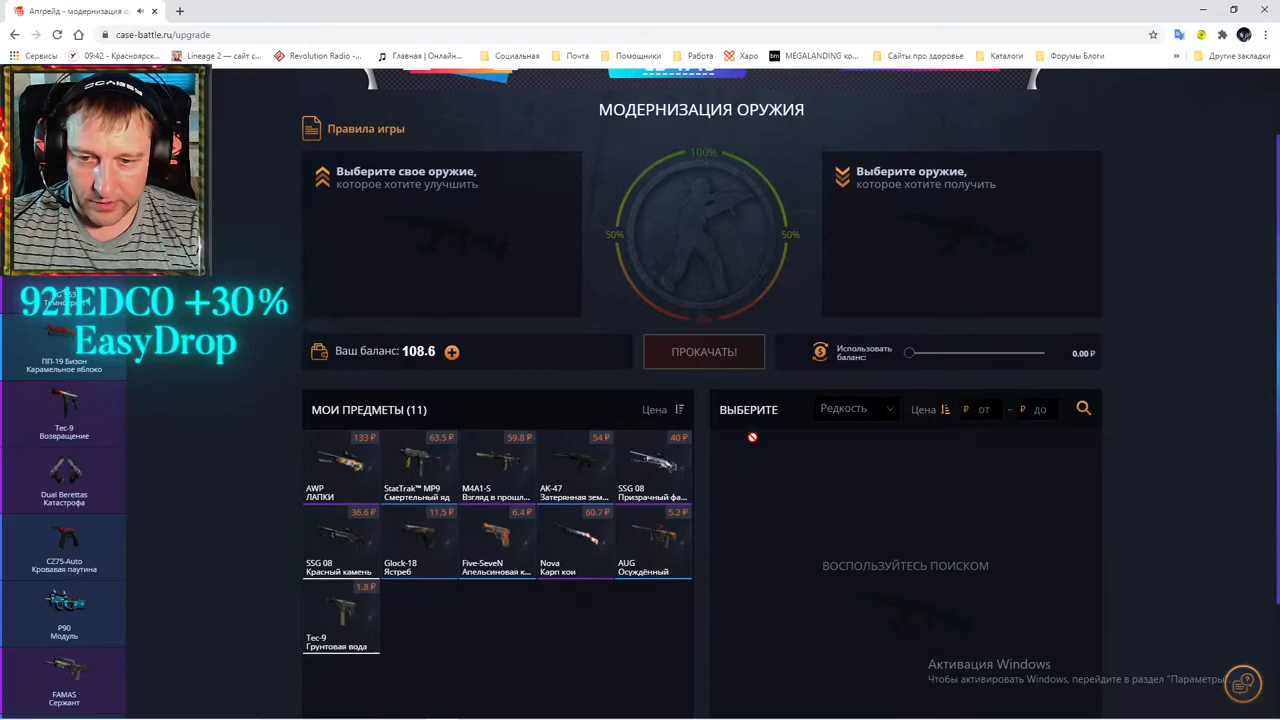 Апгрейд - модернизация о
case-battle.ru/upgrade
Сервисы
09:42 - Красноярск...
Lineage 2 — сайт с...
Revolution Radio -...
Главная | Онлайн...
Социальная
Почта
Помощники
Работа
Харо
MEGALANDING ко...
Сайты про здоровье
Каталоги
Форумы Блоги
»
Другие закладки
МОДЕРНИЗАЦИЯ ОРУЖИЯ
Правила игры
Выберите свое оружие,
которое хотите улучшить
100%
50%
50%
Выберите оружие,
которое хотите получить
921EDC0 +30%
EasyDrop
Ваш баланс: 108.6
ПРОКАЧАТЬ!
Использовать
баланс:
0.00 ₽
ПП-19 Бизон
Карамельное яблоко
Tec-9
Возвращение
Dual Berettas
Катастрофа
CZ75-Auto
Кровавая паутина
P90
Модуль
FAMAS
Сержант
МОИ ПРЕДМЕТЫ (11)
Цена
133 ₽
AWP
ЛАПКИ
63.5 ₽
StatTrak™ MP9
Смертельный яд
59.8 ₽
M4A1-S
Взгляд в прошл...
54 ₽
AK-47
Затерянная зем...
40 ₽
SSG 08
Призрачный фа...
36.6 ₽
SSG 08
Красный камень
11.5 ₽
Glock-18
Ястреб
6.4 ₽
Five-SeveN
Апельсиновая к...
60.7 ₽
Nova
Карп кои
5.2 ₽
AUG
Осуждённый
1.8 ₽
Tec-9
Грунтовая вода
ВЫБЕРИТЕ
Редкость
Цена
₽ от
-
₽ до
ВОСПОЛЬЗУЙТЕСЬ ПОИСКОМ
Активация Windows
Чтобы активировать Windows, перейдите в раздел "Параметры".